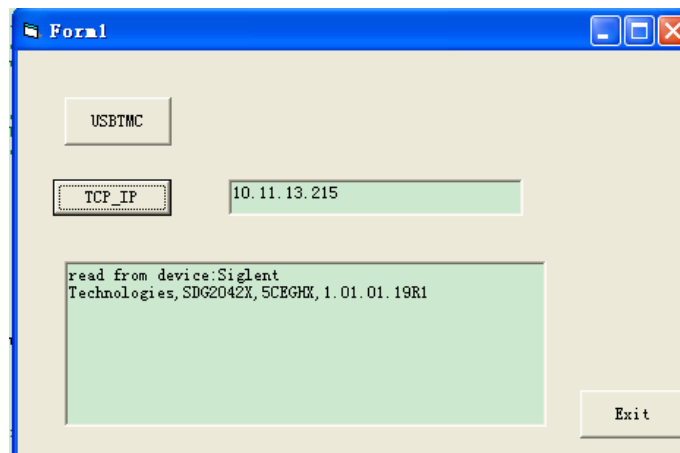 Form1
USBTMC
TCP_IP
10.11.13.215
read from device:Siglent
Technologies,SDG2042X,5CEGHX,1.01.01.19R1
Exit